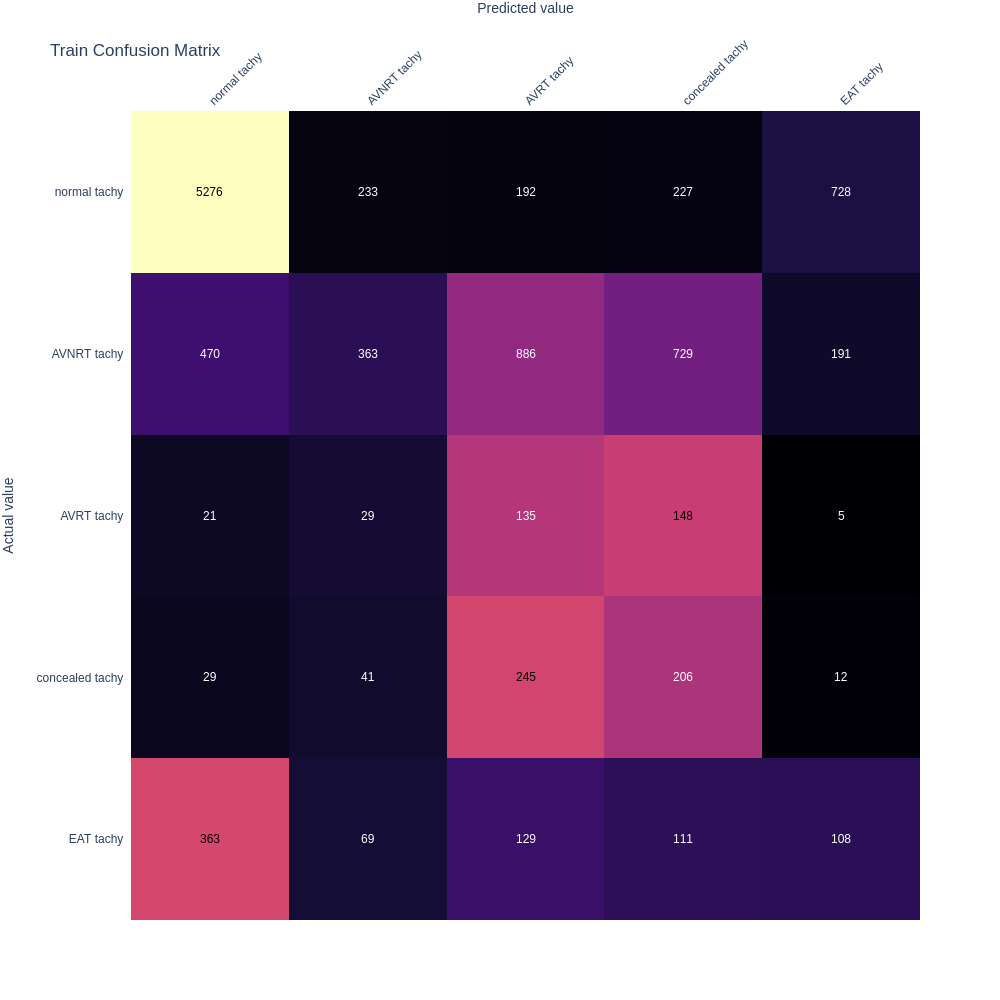 Predicted value
Train Confusion Matrix
normal tachy AVNRT tachy AVRT tachy concealed tachy EAT tachy
normal tachy 5276 233 192 227 728
AVNRT tachy 470 363 886 729 191
Actual value
AVRT tachy 21 29 135 148 5
concealed tachy 29 41 245 206 12
EAT tachy 363 69 129 111 108